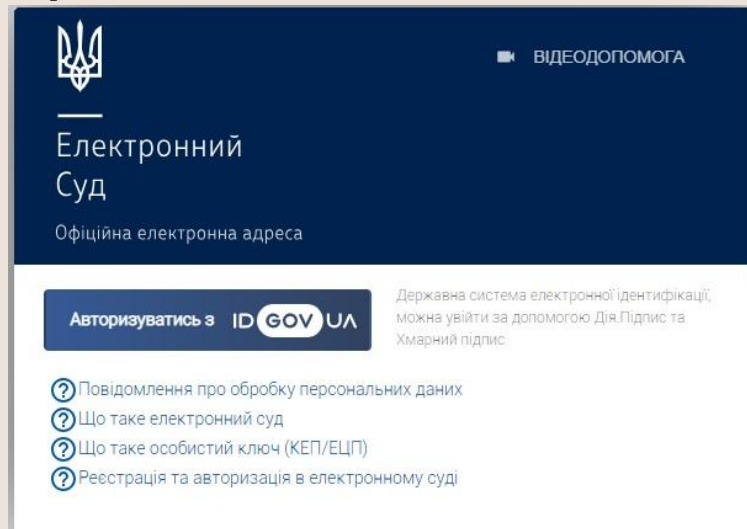 ВІДЕОДОПОМОГА
Електронний
Суд
Офіційна електронна адреса
Авторизуватись з ID GOV UA
Державна система електронної ідентифікації,
можна увійти за допомогою Дія.Підпис та
Хмарний підпис
Повідомлення про обробку персональних даних
Що таке електронний суд
Що таке особистий ключ (КЕП/ЕЦП)
Реєстрація та авторизація в електронному суді